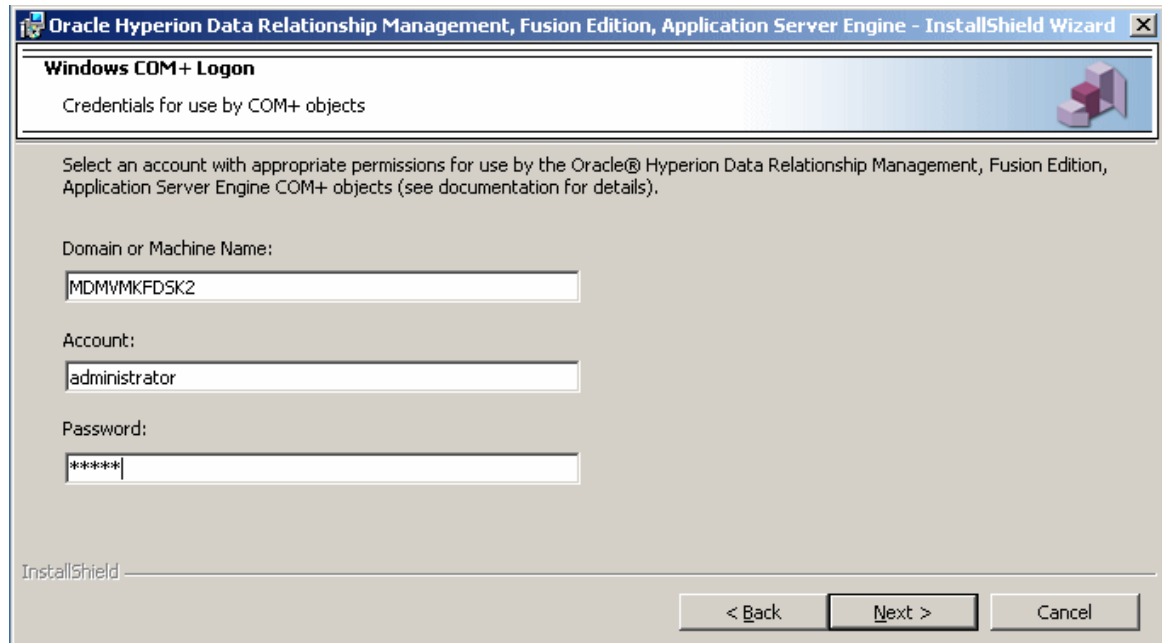 Oracle Hyperion Data Relationship Management, Fusion Edition, Application Server Engine - InstallShield Wizard
Windows COM+ Logon
Credentials for use by COM+ objects
Select an account with appropriate permissions for use by the Oracle® Hyperion Data Relationship Management, Fusion Edition,
Application Server Engine COM+ objects (see documentation for details).
Domain or Machine Name:
MDMVMKFDSK2
Account:
administrator
Password:
*****
InstallShield
< Back
Next >
Cancel